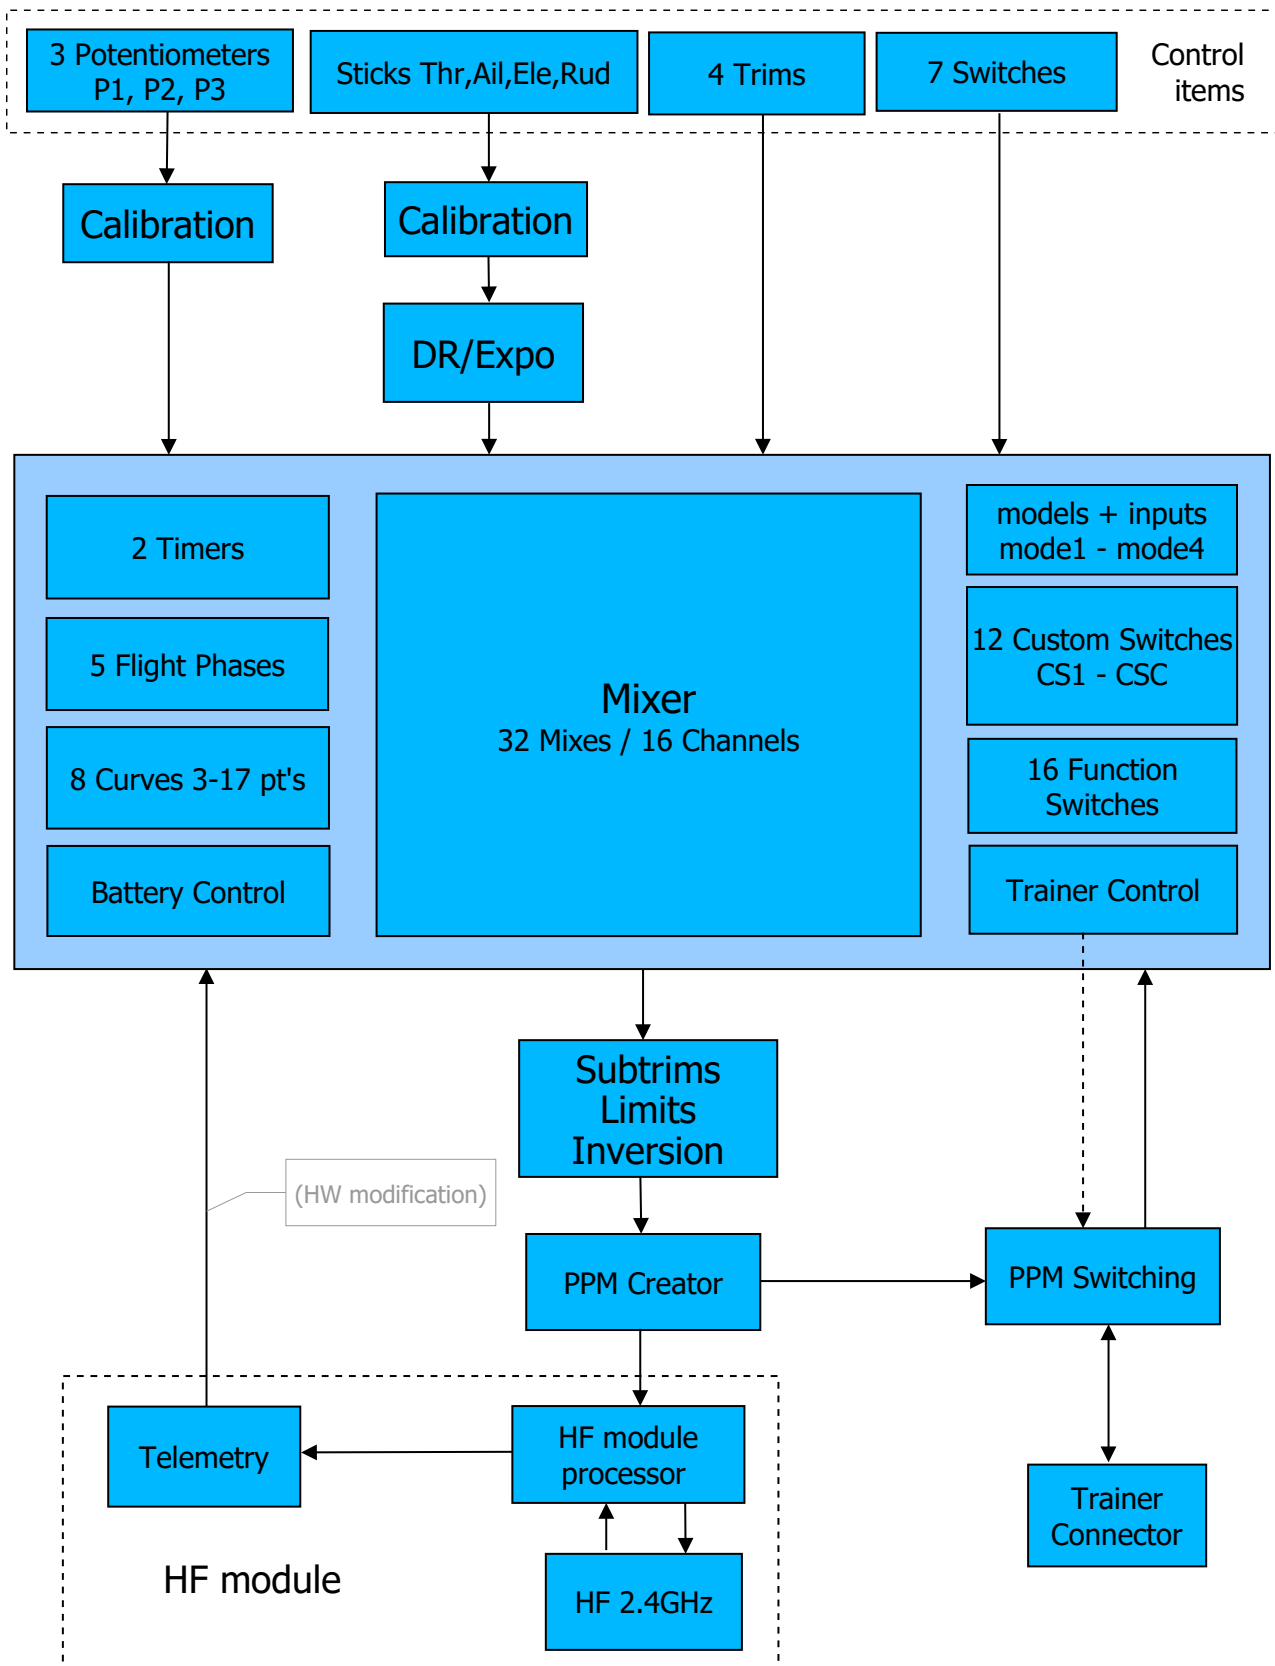 3 Potentiometers
P1, P2, P3
Sticks Thr,Ail,Ele,Rud
4 Trims
7 Switches
Control
items
Calibration
Calibration
DR/Expo
2 Timers
5 Flight Phases
8 Curves 3-17 pt's
Battery Control
Mixer
32 Mixes / 16 Channels
models + inputs
mode1 - mode4
12 Custom Switches
CS1 - CSC
16 Function
Switches
Trainer Control
Subtrims
Limits
Inversion
(HW modification)
PPM Creator
PPM Switching
Telemetry
HF module
processor
Trainer
Connector
HF module
HF 2.4GHz